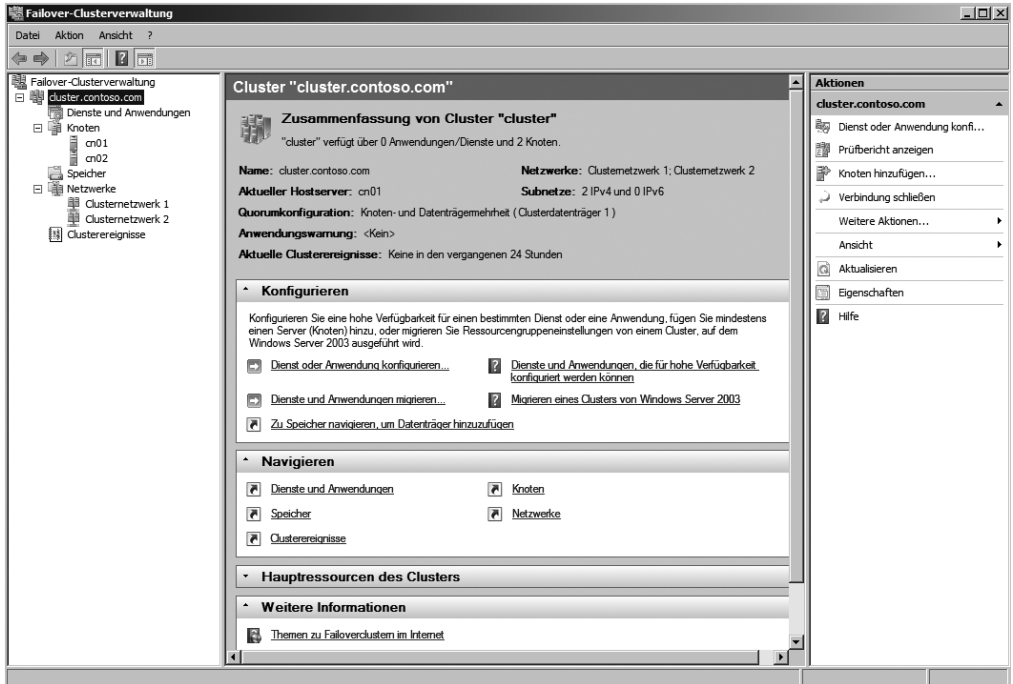 Failover-Clusterverwaltung
Datei Aktion Ansicht ?
Failover-Clusterverwaltung
cluster.contoso.com
Dienste und Anwendungen
Knoten
cn01
cn02
Speicher
Netzwerke
Clusternetzwerk 1
Clusternetzwerk 2
Clusterereignisse
Cluster "cluster.contoso.com"
Zusammenfassung von Cluster "cluster"
"cluster" verfügt über 0 Anwendungen/Dienste und 2 Knoten.
Name: cluster.contoso.com Netzwerke: Clusternetzwerk 1; Clusternetzwerk 2
Aktueller Hostserver: cn01 Subnetze: 2 IPv4 und 0 IPv6
Quorumkonfiguration: Knoten- und Datenträgermehrheit (Clusterdatenträger 1)
Anwendungswarnung: <Kein>
Aktuelle Clusterereignisse: Keine in den vergangenen 24 Stunden
Konfigurieren
Konfigurieren Sie eine hohe Verfügbarkeit für einen bestimmten Dienst oder eine Anwendung, fügen Sie mindestens
einen Server (Knoten) hinzu, oder migrieren Sie Ressourcengruppeneinstellungen von einem Cluster, auf dem
Windows Server 2003 ausgeführt wird.
Dienst oder Anwendung konfigurieren... Dienste und Anwendungen, die für hohe Verfügbarkeit
konfiguriert werden können
Dienste und Anwendungen migrieren... Migrieren eines Clusters von Windows Server 2003
Zu Speicher navigieren, um Datenträger hinzuzufügen
Navigieren
Dienste und Anwendungen Knoten
Speicher Netzwerke
Clusterereignisse
Hauptressourcen des Clusters
Weitere Informationen
Themen zu Failoverclustern im Internet
Aktionen
cluster.contoso.com
Dienst oder Anwendung konfi...
Prüfbericht anzeigen
Knoten hinzufügen...
Verbindung schließen
Weitere Aktionen...
Ansicht
Aktualisieren
Eigenschaften
Hilfe